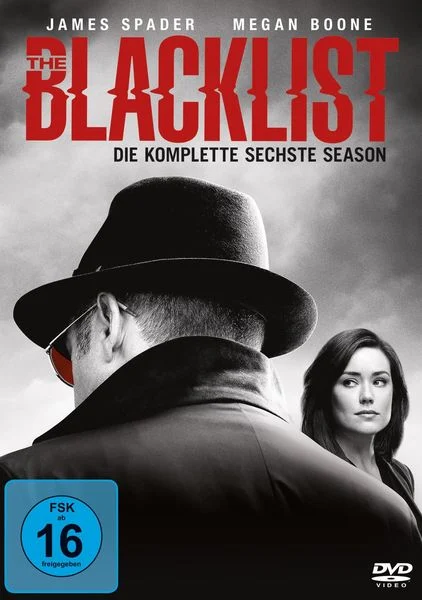 JAMES SPADER MEGAN BOONE
THE BLACKLIST
DIE KOMPLETTE SECHSTE SEASON
FSK
ab
16
freigegeben
DVD
VIDEO